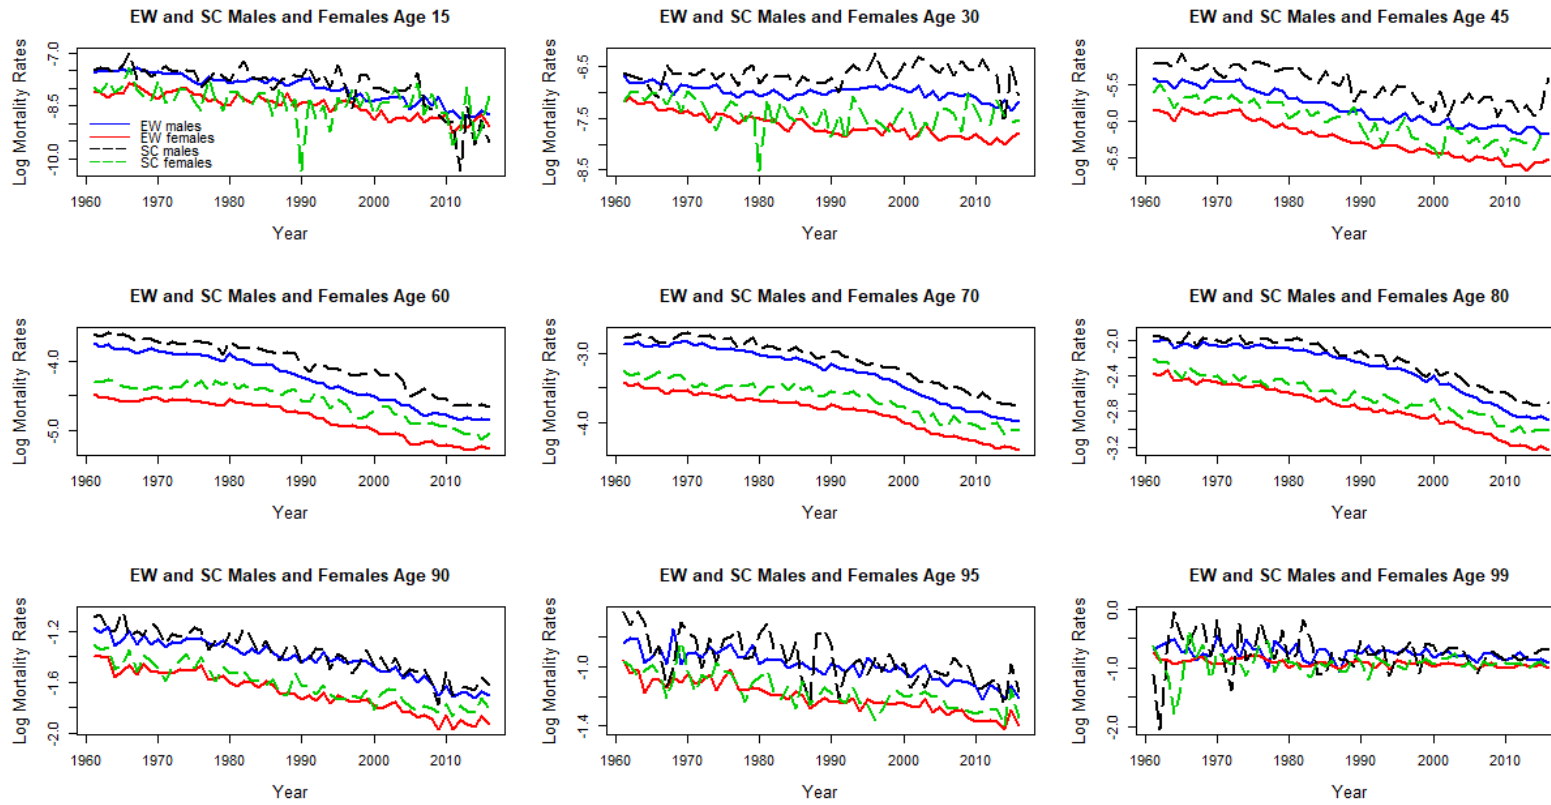 EW and SC Males and Females Age 15
Log Mortality Rates
-7.0
-8.5
-10.0
EW males
EW females
SC males
SC females
1960 1970 1980 1990 2000 2010
Year
EW and SC Males and Females Age 30
Log Mortality Rates
-6.5
-7.5
-8.5
1960 1970 1980 1990 2000 2010
Year
EW and SC Males and Females Age 45
Log Mortality Rates
-5.5
-6.0
-6.5
1960 1970 1980 1990 2000 2010
Year
EW and SC Males and Females Age 60
Log Mortality Rates
-4.0
-5.0
1960 1970 1980 1990 2000 2010
Year
EW and SC Males and Females Age 70
Log Mortality Rates
-3.0
-4.0
1960 1970 1980 1990 2000 2010
Year
EW and SC Males and Females Age 80
Log Mortality Rates
-2.0
-2.4
-2.8
-3.2
1960 1970 1980 1990 2000 2010
Year
EW and SC Males and Females Age 90
Log Mortality Rates
-1.2
-1.6
-2.0
1960 1970 1980 1990 2000 2010
Year
EW and SC Males and Females Age 95
Log Mortality Rates
-1.0
-1.4
1960 1970 1980 1990 2000 2010
Year
EW and SC Males and Females Age 99
Log Mortality Rates
0.0
-1.0
-2.0
1960 1970 1980 1990 2000 2010
Year